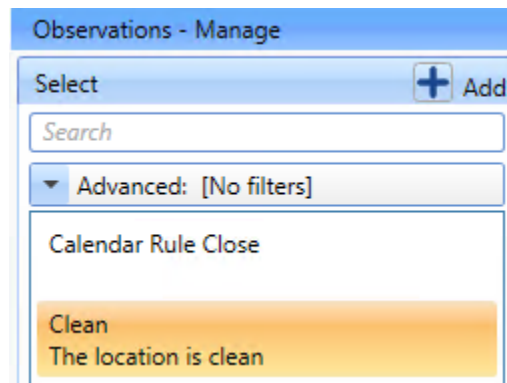 Observations - Manage
Select
Add
Search
Advanced: [No filters]
Calendar Rule Close
Clean
The location is clean